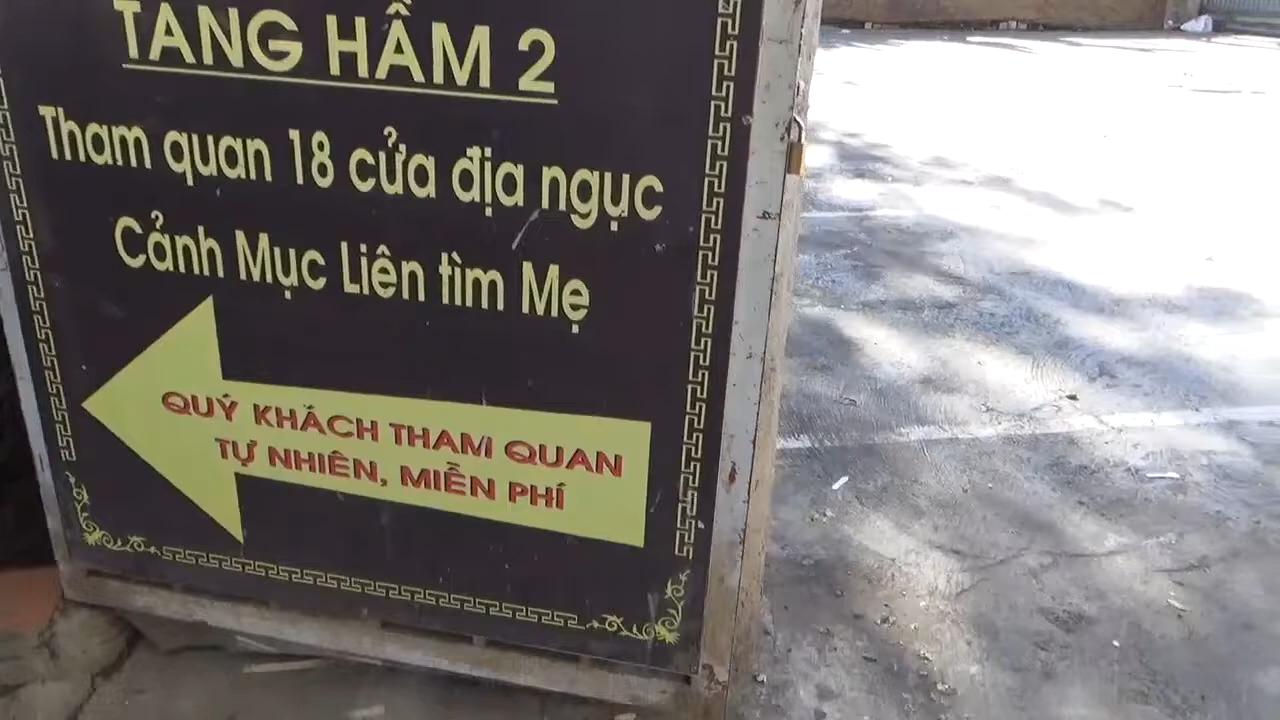 TẦNG HẦM 2
Tham quan 18 cửa địa ngục
Cảnh Mục Liên tìm Mẹ
QUÝ KHÁCH THAM QUAN
TỰ NHIÊN, MIỄN PHÍ